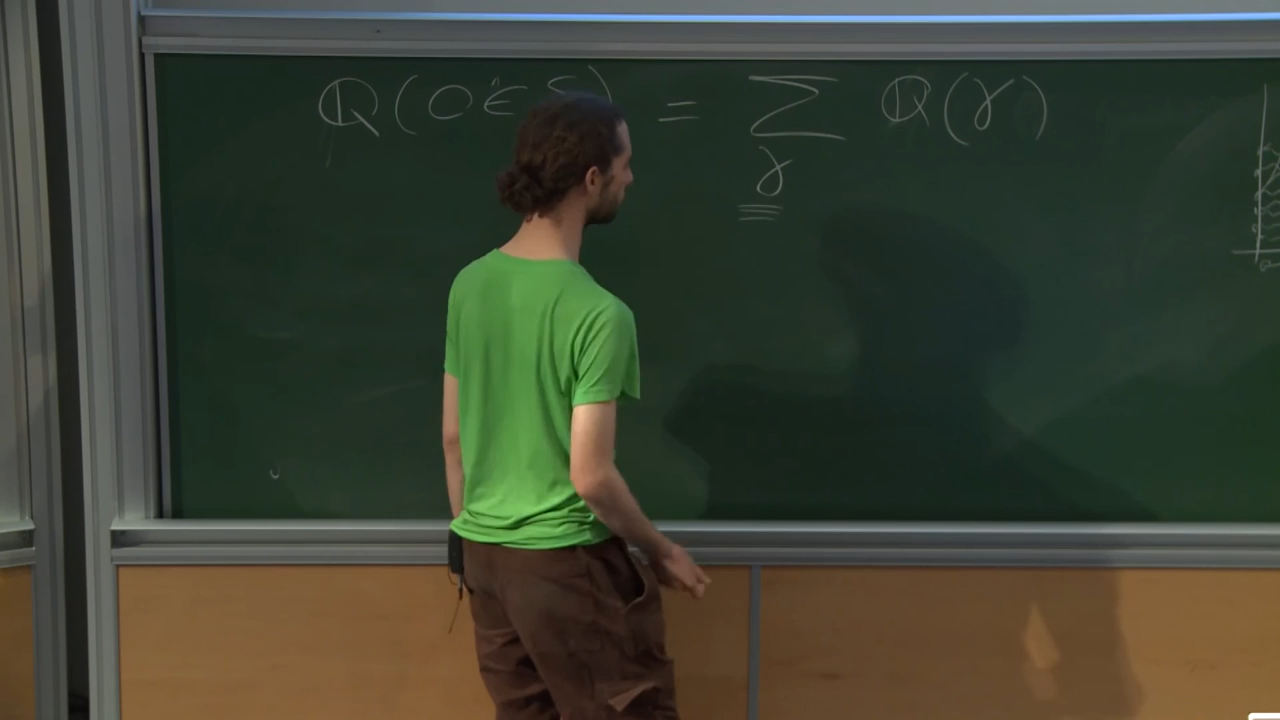 Q(0 ∈ S) = ∑ Q(γ)
γ